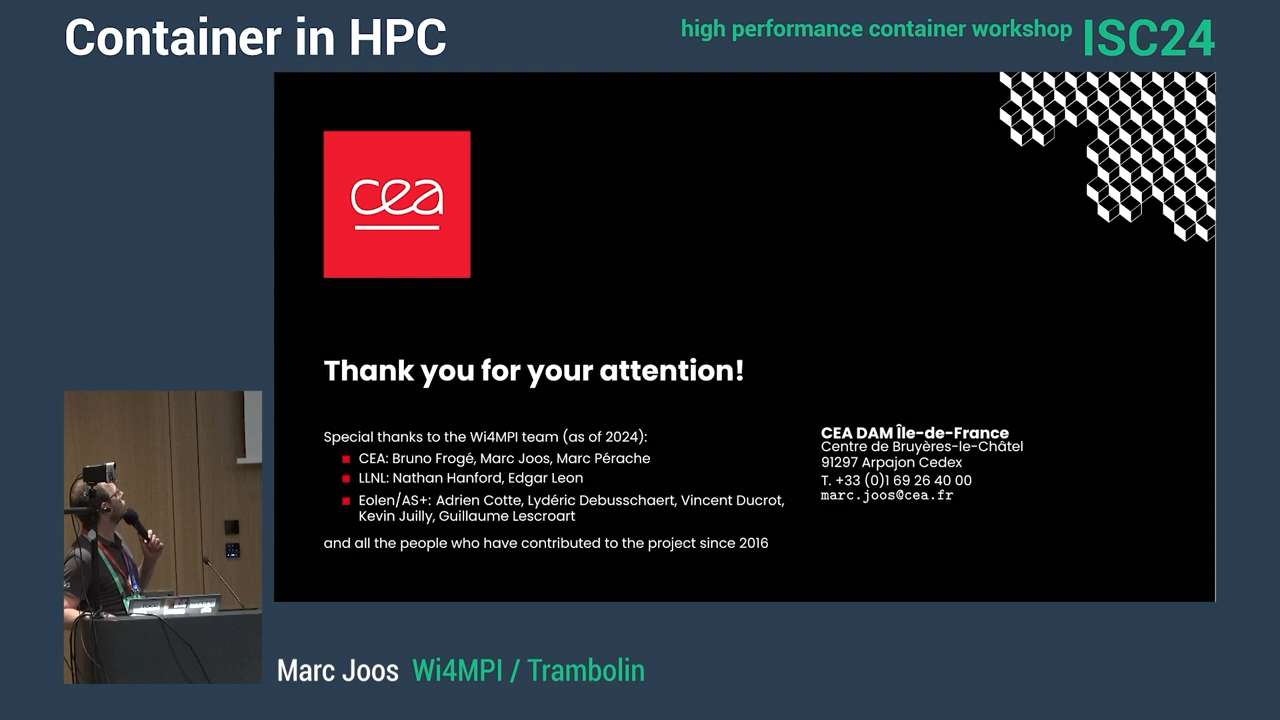 Container in HPC
high performance container workshop ISC24
cea
Thank you for your attention!
Special thanks to the Wi4MPI team (as of 2024):
CEA: Bruno Frogé, Marc Joos, Marc Pérache
LLNL: Nathan Hanford, Edgar Leon
Eolen/AS+: Adrien Cotte, Lydéric Debusschaert, Vincent Ducrot,
Kevin Juilly, Guillaume Lescroart
and all the people who have contributed to the project since 2016
CEA DAM Île-de-France
Centre de Bruyères-le-Châtel
91297 Arpajon Cedex
T. +33 (0)1 69 26 40 00
marc.joos@cea.fr
Marc Joos Wi4MPI / Trambolin